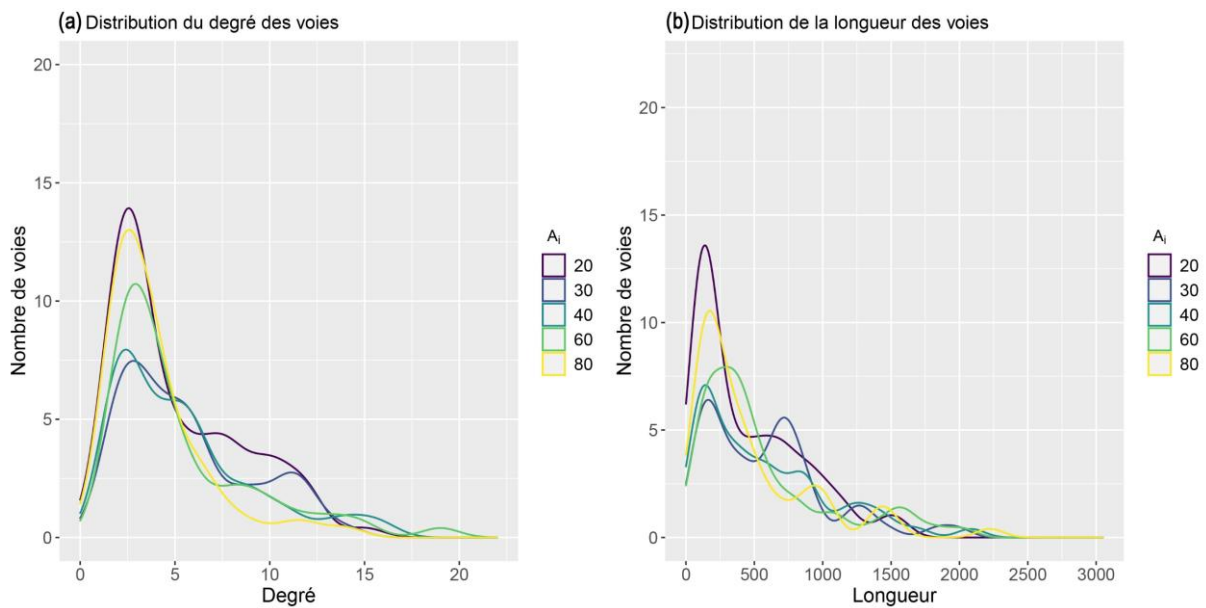 (a) Distribution du degré des voies
20
15
10
5
0
Nombre de voies
0 5 10 15 20
Degré
Aᵢ
20
30
40
60
80
(b) Distribution de la longueur des voies
20
15
10
5
0
Nombre de voies
0 500 1000 1500 2000 2500 3000
Longueur
Aᵢ
20
30
40
60
80